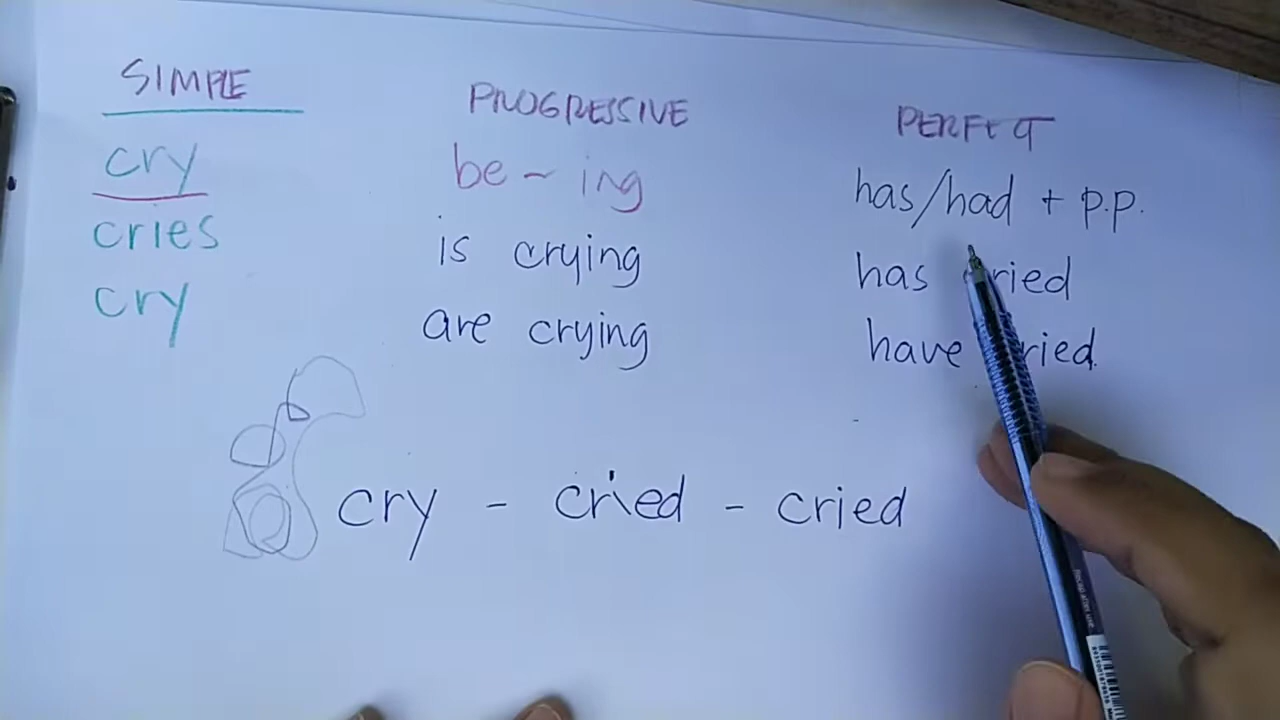 SIMPLE
cry
cries
cry
PROGRESSIVE
be ~ ing
is crying
are crying
PERFECT
has/had + p.p.
has cried
have cried.
cry - cried - cried